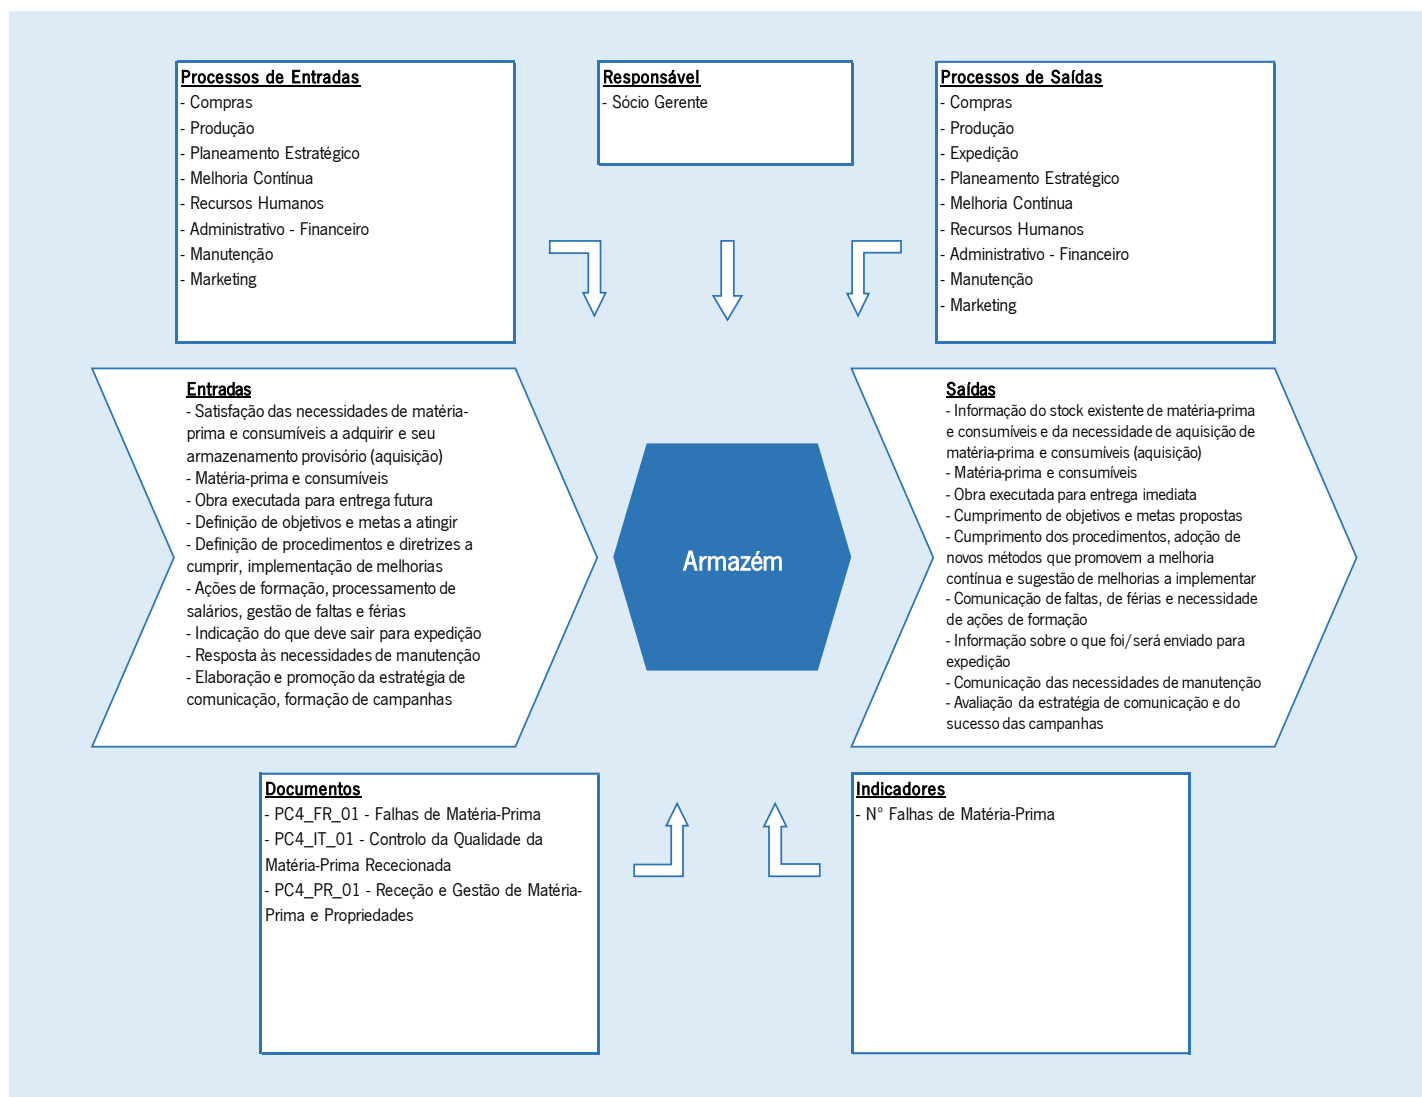 Processos de Entradas
- Compras
- Produção
- Planeamento Estratégico
- Melhoria Contínua
- Recursos Humanos
- Administrativo - Financeiro
- Manutenção
- Marketing
Responsável
- Sócio Gerente
Processos de Saídas
- Compras
- Produção
- Expedição
- Planeamento Estratégico
- Melhoria Contínua
- Recursos Humanos
- Administrativo - Financeiro
- Manutenção
- Marketing
Entradas
- Satisfação das necessidades de matéria-
prima e consumíveis a adquirir e seu
armazenamento provisório (aquisição)
- Matéria-prima e consumíveis
- Obra executada para entrega futura
- Definição de objetivos e metas a atingir
- Definição de procedimentos e diretrizes a
cumprir, implementação de melhorias
- Ações de formação, processamento de
salários, gestão de faltas e férias
- Indicação do que deve sair para expedição
- Resposta às necessidades de manutenção
- Elaboração e promoção da estratégia de
comunicação, formação de campanhas
Armazém
Saídas
- Informação do stock existente de matéria-prima
e consumíveis e da necessidade de aquisição de
matéria-prima e consumíveis (aquisição)
- Matéria-prima e consumíveis
- Obra executada para entrega imediata
- Cumprimento de objetivos e metas propostas
- Cumprimento dos procedimentos, adoção de
novos métodos que promovem a melhoria
contínua e sugestão de melhorias a implementar
- Comunicação de faltas, de férias e necessidade
de ações de formação
- Informação sobre o que foi/será enviado para
expedição
- Comunicação das necessidades de manutenção
- Avaliação da estratégia de comunicação e do
sucesso das campanhas
Documentos
- PC4_FR_01 - Falhas de Matéria-Prima
- PC4_IT_01 - Controlo da Qualidade da
Matéria-Prima Rececionada
- PC4_PR_01 - Receção e Gestão de Matéria-
Prima e Propriedades
Indicadores
- N° Falhas de Matéria-Prima